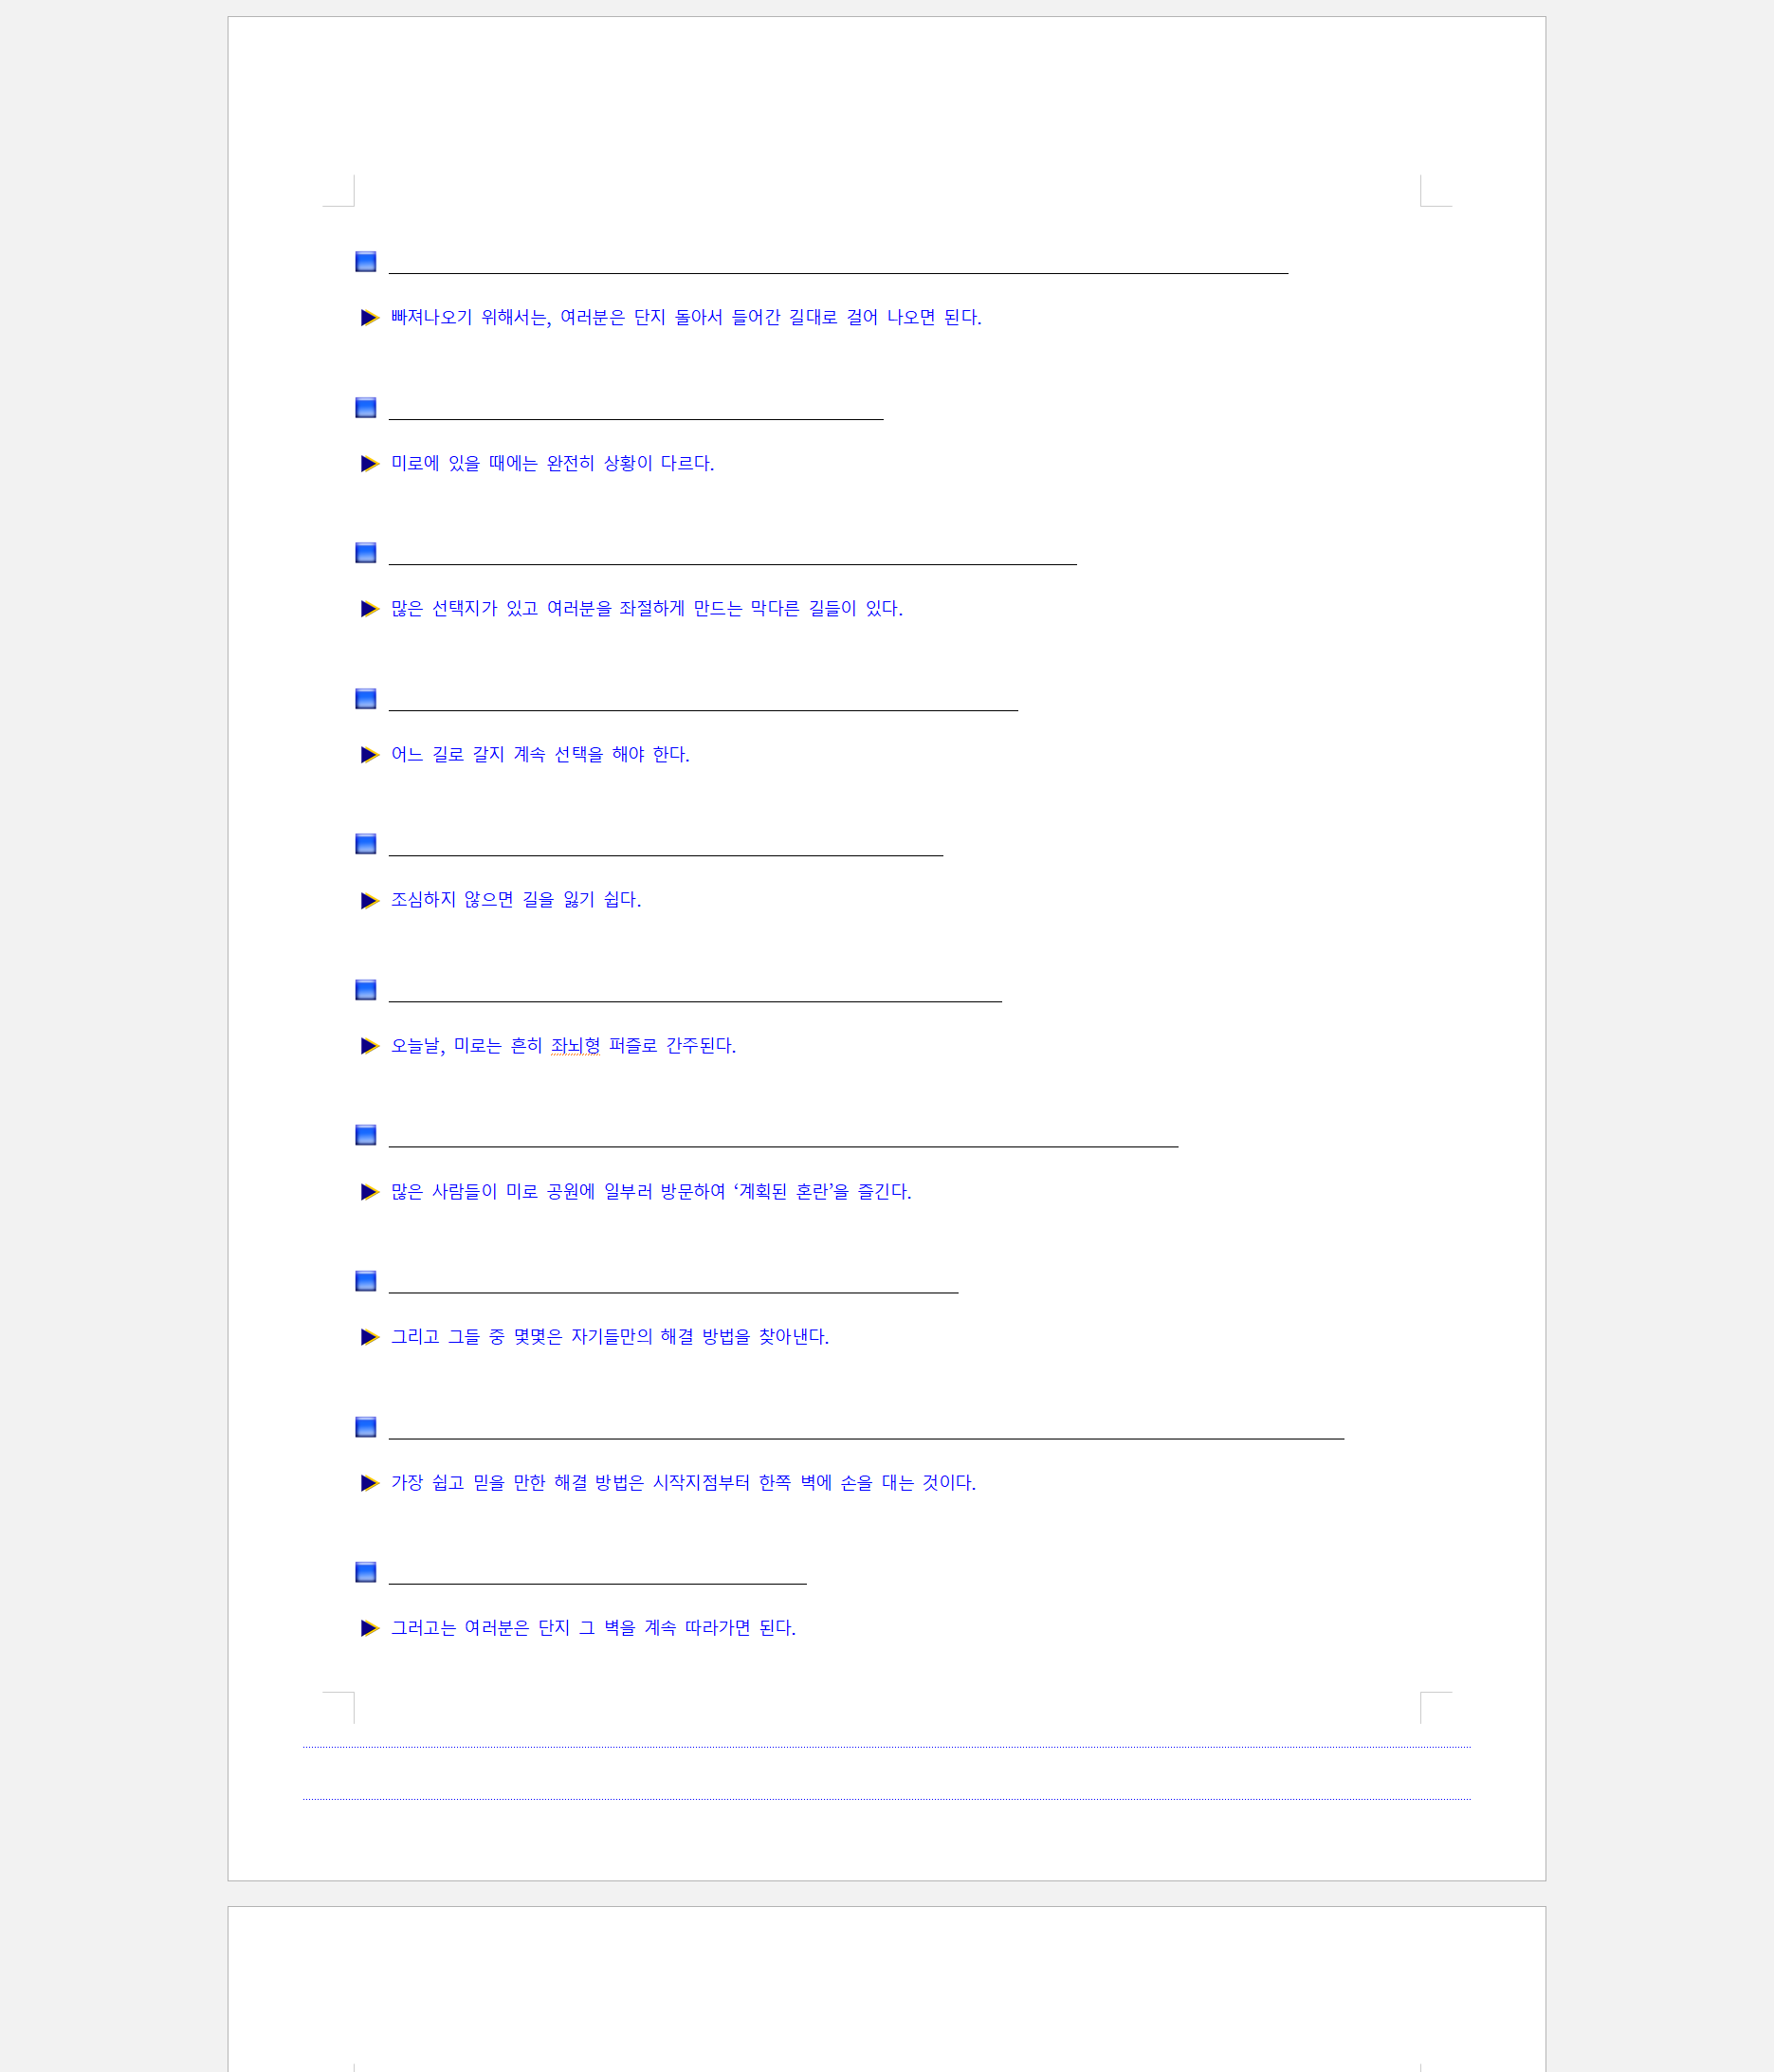 빠져나오기 위해서는, 여러분은 단지 돌아서 들어간 길대로 걸어 나오면 된다.
미로에 있을 때에는 완전히 상황이 다르다.
많은 선택지가 있고 여러분을 좌절하게 만드는 막다른 길들이 있다.
어느 길로 갈지 계속 선택을 해야 한다.
조심하지 않으면 길을 잃기 쉽다.
오늘날, 미로는 흔히 좌뇌형 퍼즐로 간주된다.
많은 사람들이 미로 공원에 일부러 방문하여 ‘계획된 혼란’을 즐긴다.
그리고 그들 중 몇몇은 자기들만의 해결 방법을 찾아낸다.
가장 쉽고 믿을 만한 해결 방법은 시작지점부터 한쪽 벽에 손을 대는 것이다.
그러고는 여러분은 단지 그 벽을 계속 따라가면 된다.